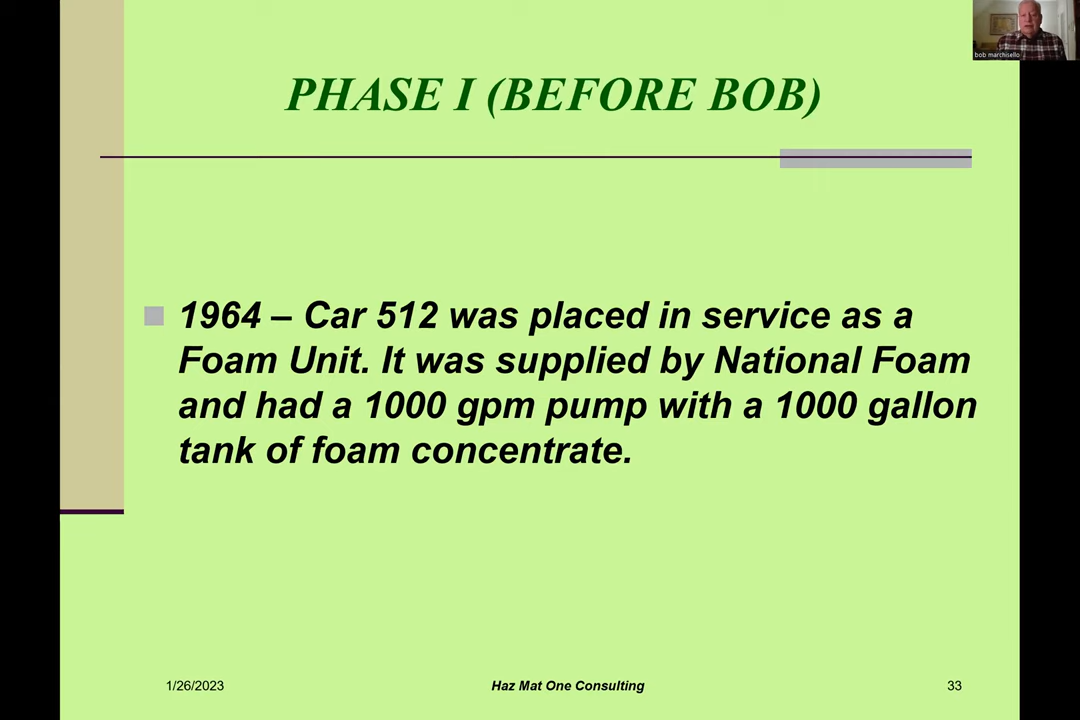 bob marchisello
PHASE I (BEFORE BOB)
1964 – Car 512 was placed in service as a
Foam Unit. It was supplied by National Foam
and had a 1000 gpm pump with a 1000 gallon
tank of foam concentrate.
1/26/2023
Haz Mat One Consulting
33